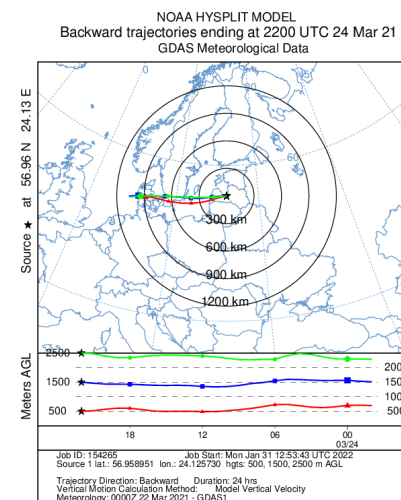 NOAA HYSPLIT MODEL
Backward trajectories ending at 2200 UTC 24 Mar 21
GDAS Meteorological Data
Source ★ at 56.96 N 24.13 E
0
60
300 km
600 km
900 km
1200 km
Meters AGL
2500
1500
500
200
1500
100
500
18
12
06
00
03/24
Job ID: 154265 Job Start: Mon Jan 31 12:53:43 UTC 2022
Source 1 lat.: 56.958951 lon.: 24.125730 hgts: 500, 1500, 2500 m AGL
Trajectory Direction: Backward Duration: 24 hrs
Vertical Motion Calculation Method: Model Vertical Velocity
Meteorology: 0000Z 22 Mar 2021 - GDAS1